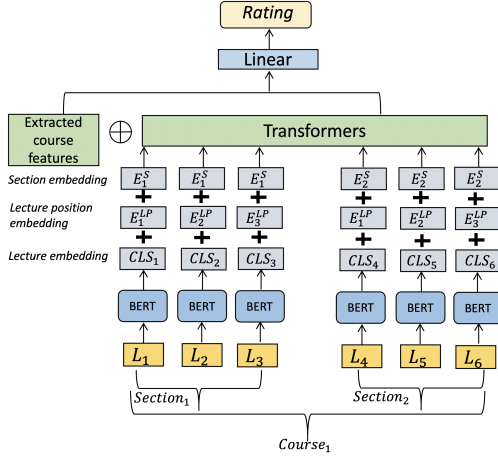 Rating
Linear
Extracted
course
features
Transformers
Section embedding
E_1^S E_1^S E_1^S E_2^S E_2^S E_2^S
Lecture position
embedding
E_1^{LP} E_2^{LP} E_3^{LP} E_1^{LP} E_2^{LP} E_3^{LP}
Lecture embedding
CLS_1 CLS_2 CLS_3 CLS_4 CLS_5 CLS_6
BERT BERT BERT BERT BERT BERT
L_1 L_2 L_3 L_4 L_5 L_6
Section_1 Section_2
Course_1